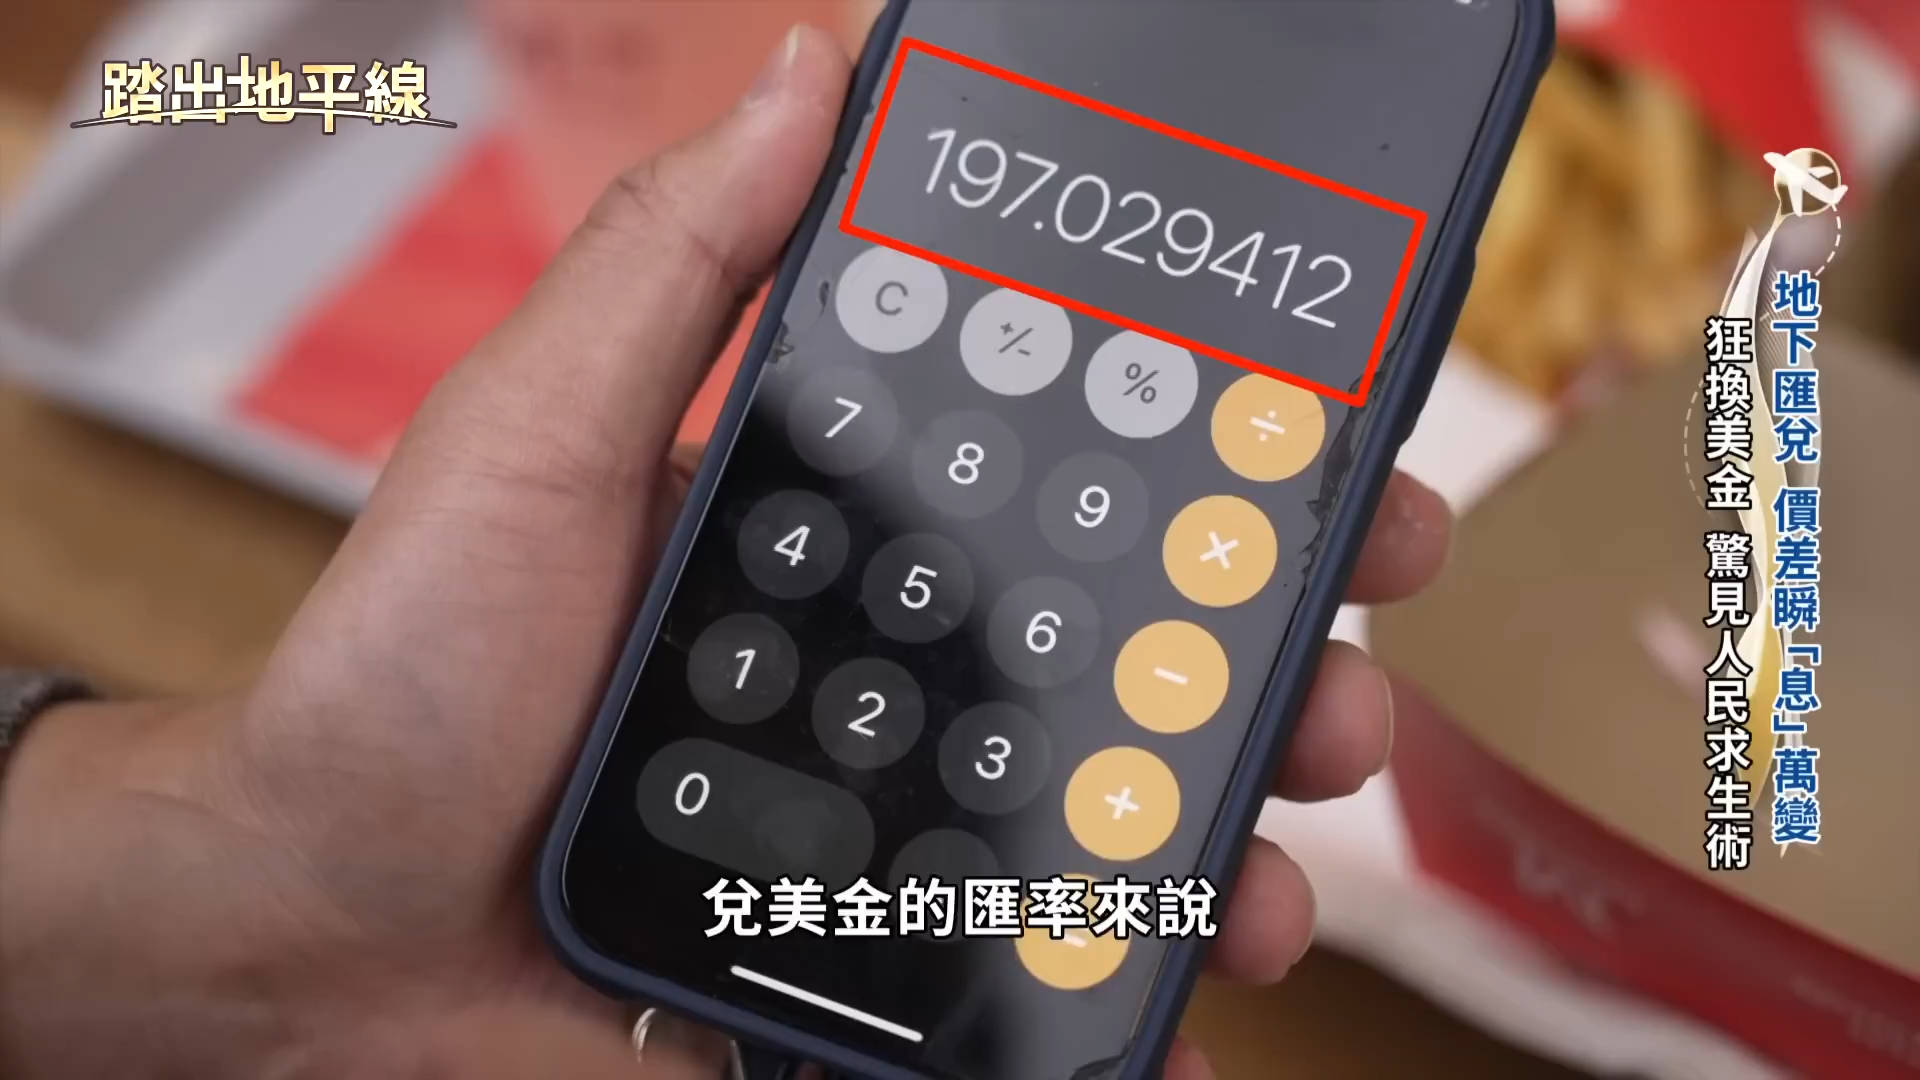 踏出地平線
197.029412
C +/- % ÷
7 8 9 ×
4 5 6 −
1 2 3 +
0
地下匯兌 價差瞬「息」萬變
狂換美金 驚見人民求生術
兌美金的匯率來說